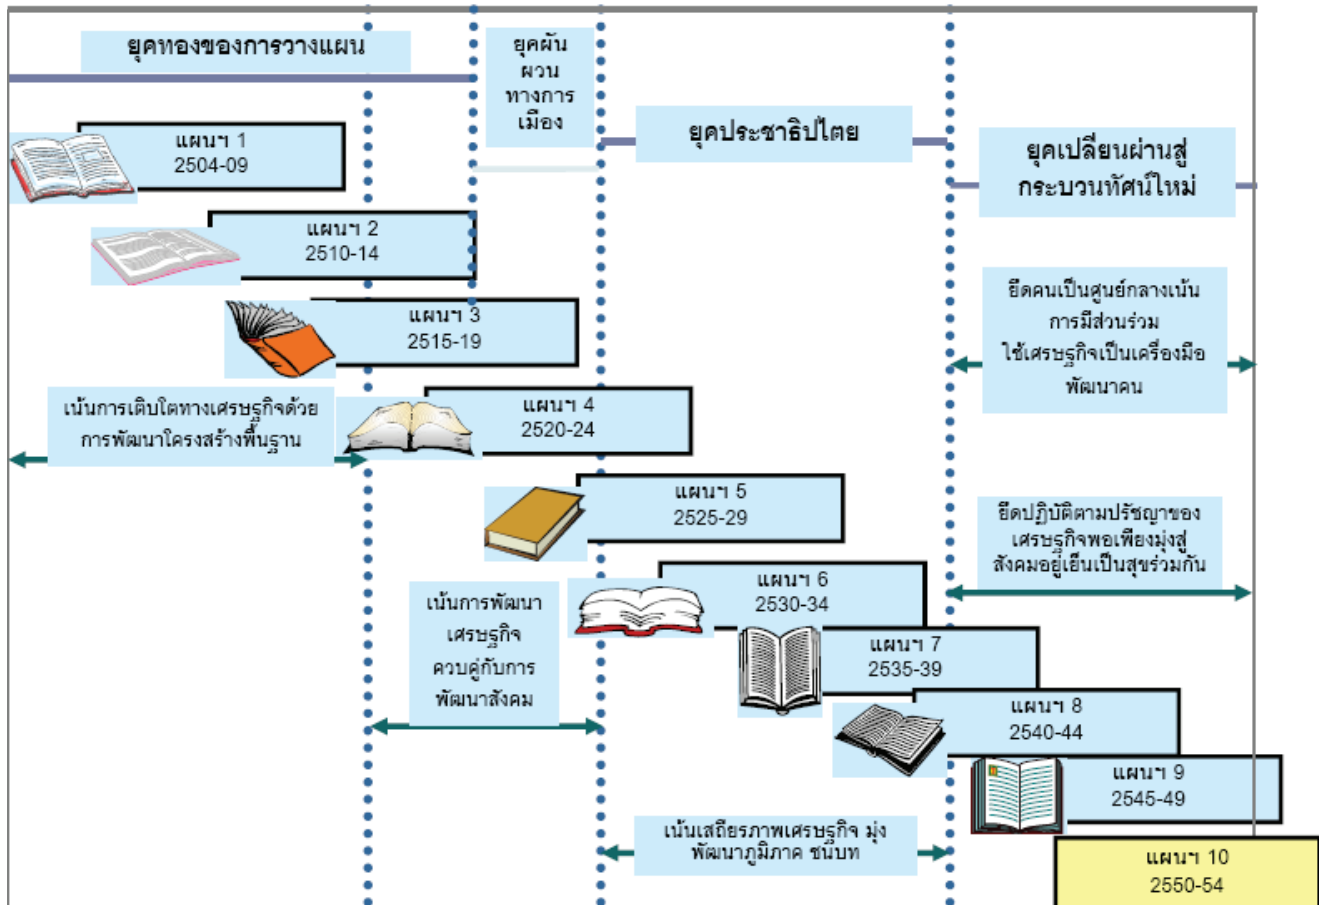 ยุคทองของการวางแผน
ยุคผัน
ผวน
ทางการ
เมือง
ยุคประชาธิปไตย
ยุคเปลี่ยนผ่านสู่
กระบวนทัศน์ใหม่
แผนฯ 1
2504-09
แผนฯ 2
2510-14
แผนฯ 3
2515-19
ยึดคนเป็นศูนย์กลางเน้น
การมีส่วนร่วม
ใช้เศรษฐกิจเป็นเครื่องมือ
พัฒนาคน
เน้นการเติบโตทางเศรษฐกิจด้วย
การพัฒนาโครงสร้างพื้นฐาน
แผนฯ 4
2520-24
แผนฯ 5
2525-29
ยึดปฏิบัติตามปรัชญาของ
เศรษฐกิจพอเพียงมุ่งสู่
สังคมอยู่เย็นเป็นสุขร่วมกัน
แผนฯ 6
2530-34
เน้นการพัฒนา
เศรษฐกิจ
ควบคู่กับการ
พัฒนาสังคม
แผนฯ 7
2535-39
แผนฯ 8
2540-44
แผนฯ 9
2545-49
เน้นเสถียรภาพเศรษฐกิจ มุ่ง
พัฒนาภูมิภาค ชนบท
แผนฯ 10
2550-54